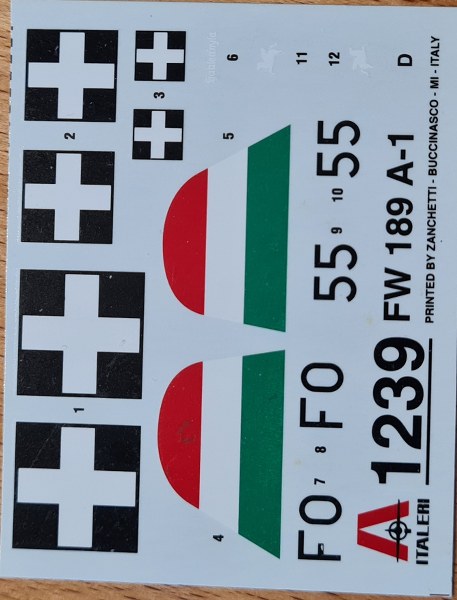 1
2
3
4
5
6
FO 7 8 FO
55 9 10 55
11
12
ITALERI
1239
FW 189 A-1
D
PRINTED BY ZANCHETTI - BUCCINASCO - MI - ITALY